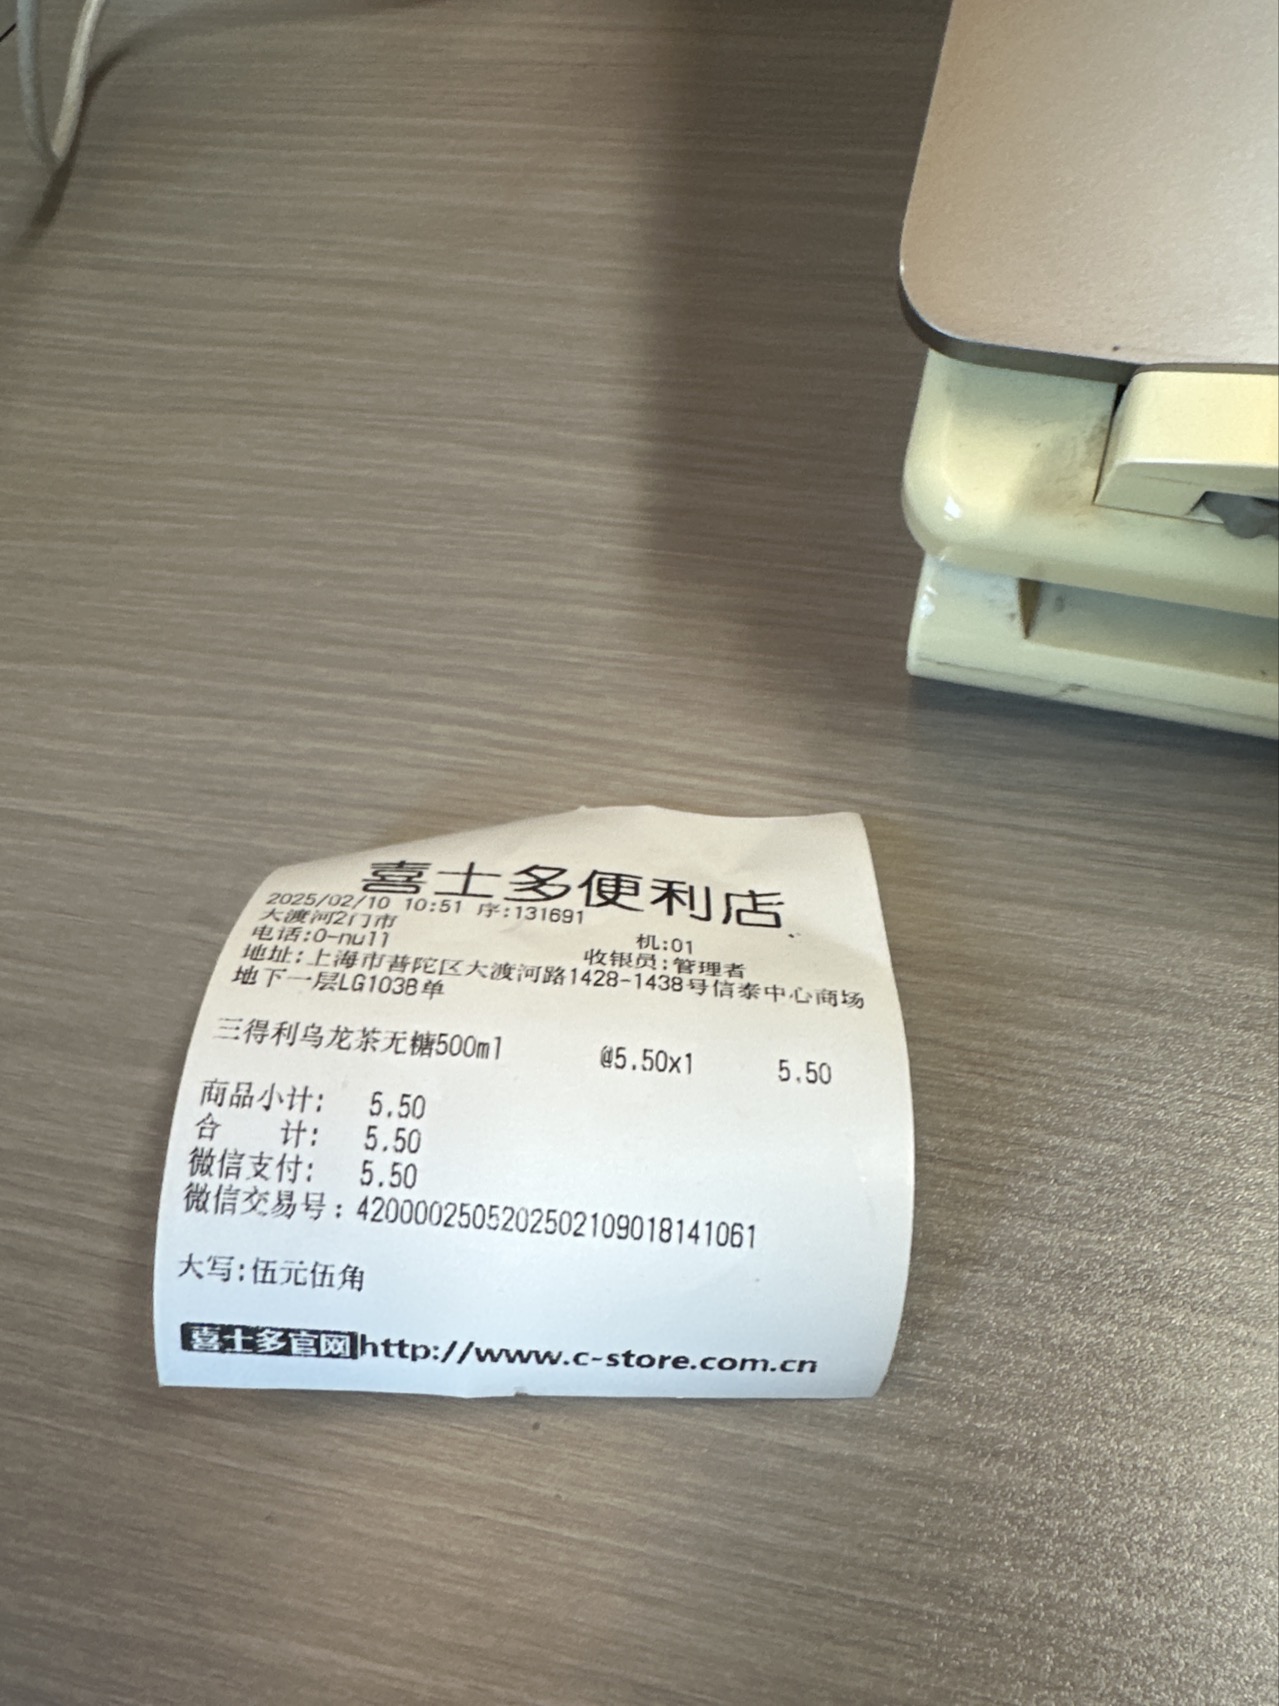 喜士多便利店
2025/02/10 10:51 序:131691
大渡河2门市 机:01
电话:0-null 收银员:管理者
地址:上海市普陀区大渡河路1428-1438号信泰中心商场
地下一层LG103B单
三得利乌龙茶无糖500ml @5.50x1 5.50
商品小计: 5.50
合 计: 5.50
微信支付: 5.50
微信交易号:4200002505202502109018141061
大写:伍元伍角
喜士多官网http://www.c-store.com.cn